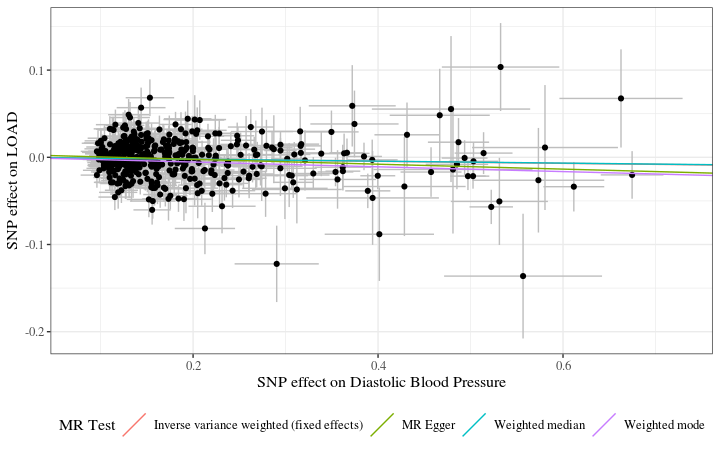 0.1
0.0
-0.1
-0.2
SNP effect on LOAD
0.2 0.4 0.6
SNP effect on Diastolic Blood Pressure
MR Test Inverse variance weighted (fixed effects) MR Egger Weighted median Weighted mode